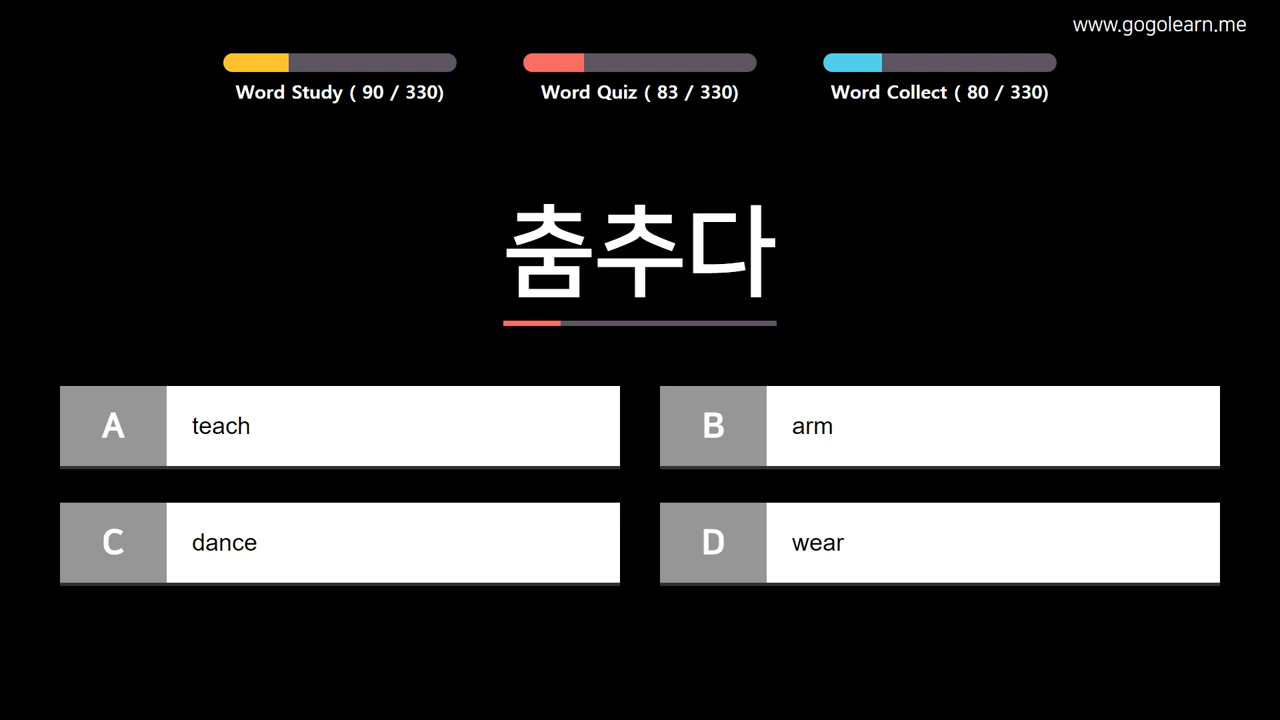 www.gogolearn.me
Word Study ( 90 / 330)
Word Quiz ( 83 / 330)
Word Collect ( 80 / 330)
춤추다
A teach
B arm
C dance
D wear